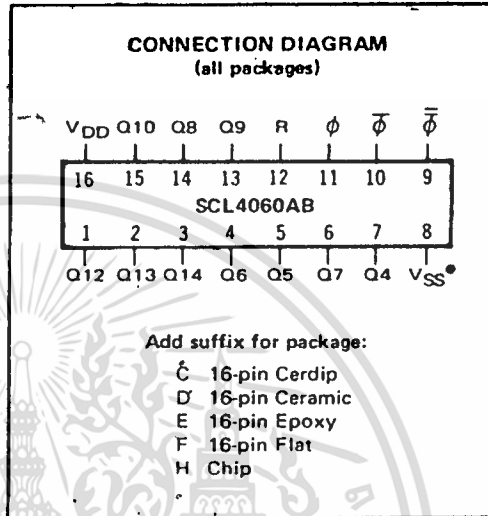 CONNECTION DIAGRAM
(all packages)
VDD Q10 Q8 Q9 R ϕ ϕ̅ ϕ̿
16 15 14 13 12 11 10 9
SCL4060AB
1 2 3 4 5 6 7 8
Q12 Q13 Q14 Q6 Q5 Q7 Q4 VSS•
Add suffix for package:
C 16-pin Cerdip
D 16-pin Ceramic
E 16-pin Epoxy
F 16-pin Flat
H Chip